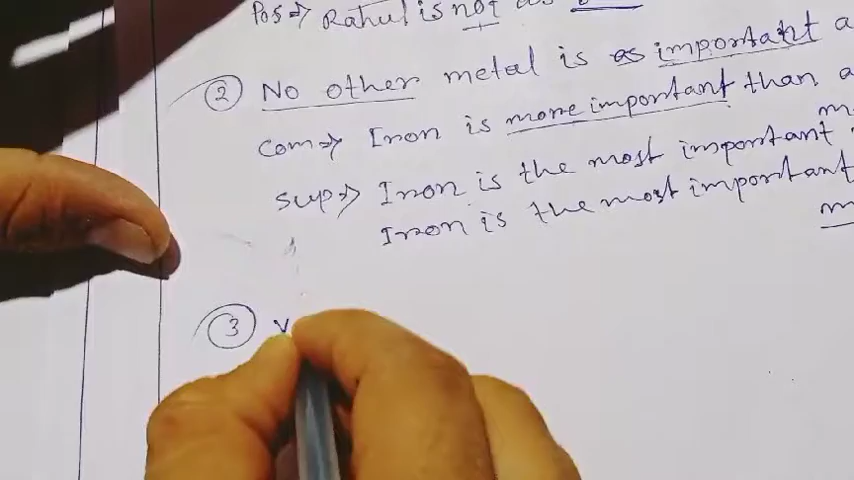 Pos⇒ Rahul is not as
② No other metal is as important a
Com⇒ Iron is more important than a
m
Sup⇒ Iron is the most important
Iron is the most important
m
③ V